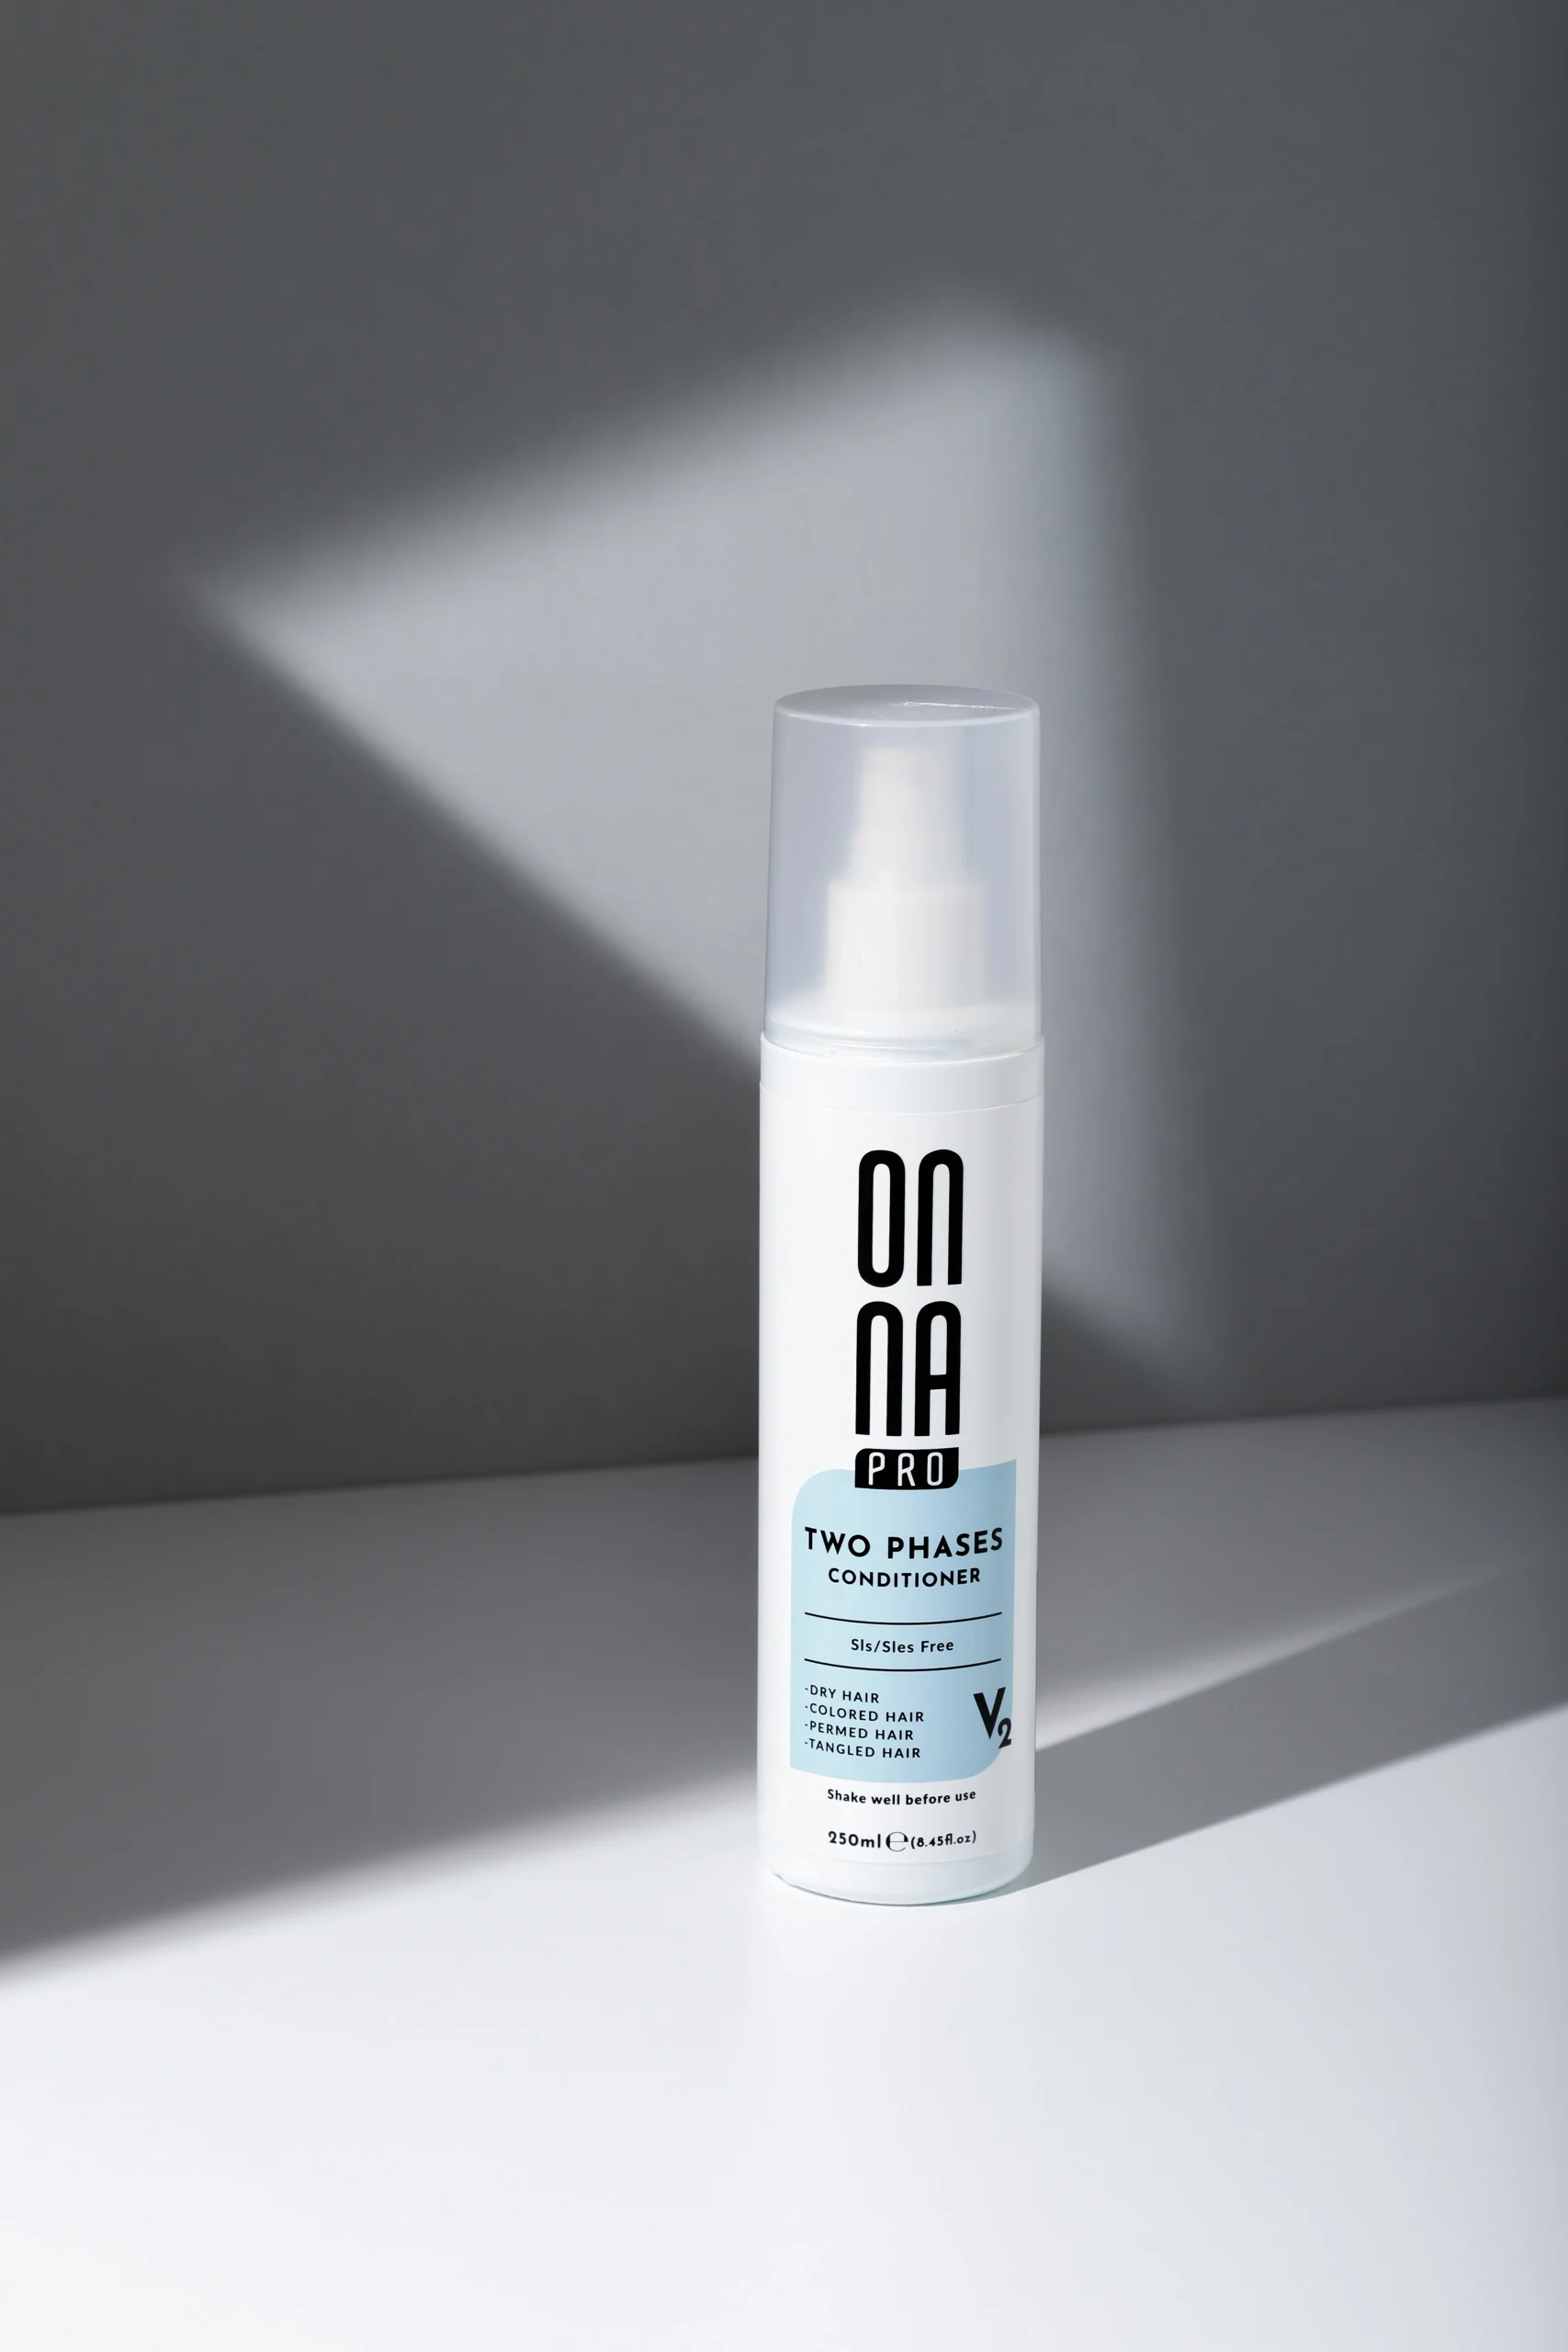 ON
NA
PRO
TWO PHASES
CONDITIONER
Sls/Sles Free
-DRY HAIR
-COLORED HAIR
-PERMED HAIR
-TANGLED HAIR
V2
Shake well before use
250ml ℮ (8.45fl.oz)